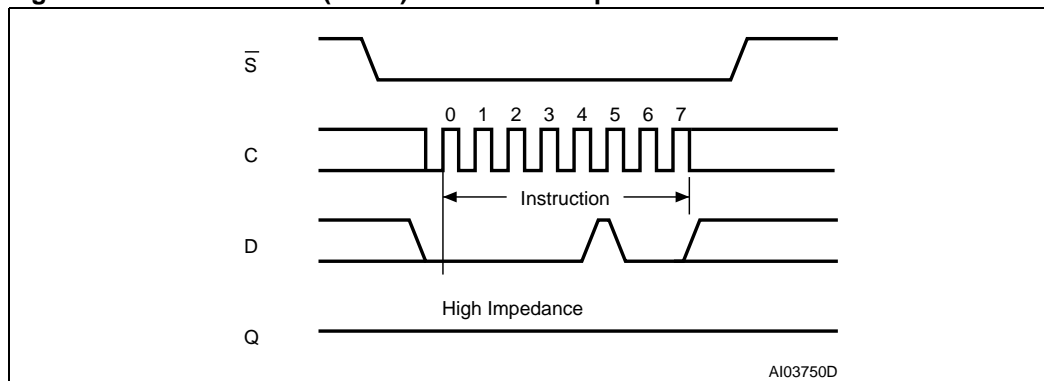 S̅
0 1 2 3 4 5 6 7
C
Instruction
D
High Impedance
Q
AI03750D